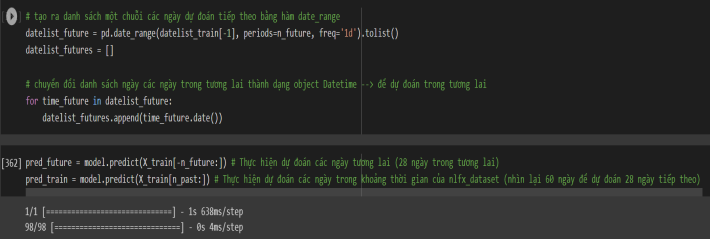 # tạo ra danh sách một chuỗi các ngày dự đoán tiếp theo bằng hàm date_range
datelist_future = pd.date_range(datelist_train[-1], periods=n_future, freq='1d').tolist()
datelist_futures = []
# chuyển đổi danh sách ngày các ngày trong tương lai thành dạng object Datetime --> để dự đoán trong tương lai
for time_future in datelist_future:
    datelist_futures.append(time_future.date())
[362] pred_future = model.predict(X_train[-n_future:]) # Thực hiện dự đoán các ngày tương lai (28 ngày trong tương lai)
pred_train = model.predict(X_train[n_past:]) # Thực hiện dự đoán các ngày trong khoảng thời gian của nlfx_dataset (nhìn lại 60 ngày để dự đoán 28 ngày tiếp theo)
1/1 [==============================] - 1s 638ms/step
98/98 [==============================] - 0s 4ms/step